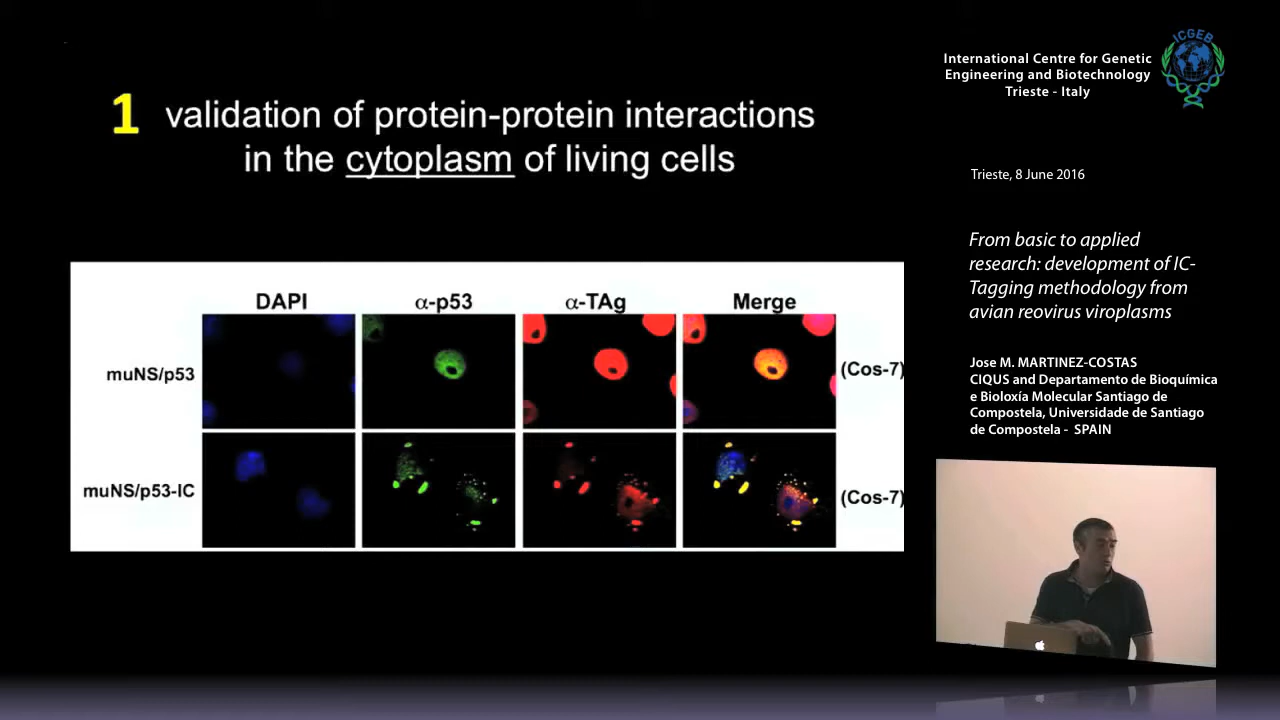 1 validation of protein-protein interactions
in the cytoplasm of living cells
DAPI α-p53 α-TAg Merge
muNS/p53 (Cos-7)
muNS/p53-IC (Cos-7)
ICGEB
International Centre for Genetic
Engineering and Biotechnology
Trieste - Italy
Trieste, 8 June 2016
From basic to applied
research: development of IC-
Tagging methodology from
avian reovirus viroplasms
Jose M. MARTINEZ-COSTAS
CIQUS and Departamento de Bioquímica
e Bioloxía Molecular Santiago de
Compostela, Universidade de Santiago
de Compostela - SPAIN